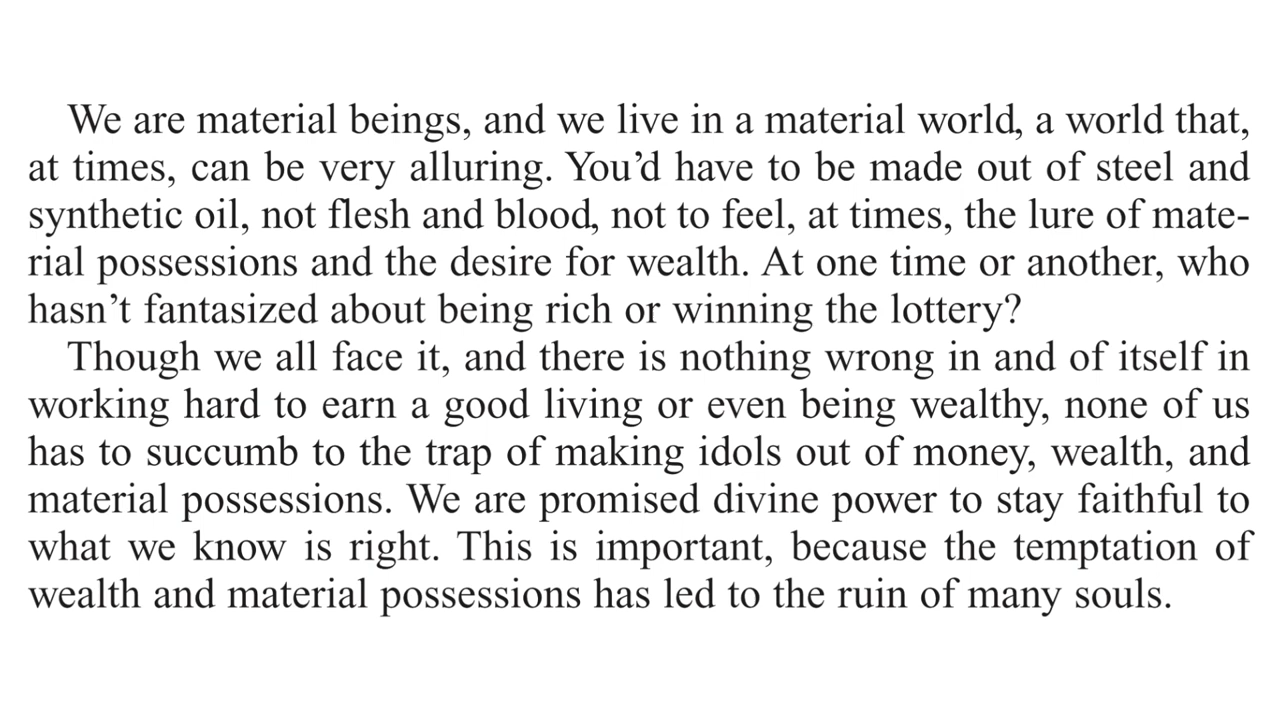 We are material beings, and we live in a material world, a world that,
at times, can be very alluring. You’d have to be made out of steel and
synthetic oil, not flesh and blood, not to feel, at times, the lure of mate-
rial possessions and the desire for wealth. At one time or another, who
hasn’t fantasized about being rich or winning the lottery?
Though we all face it, and there is nothing wrong in and of itself in
working hard to earn a good living or even being wealthy, none of us
has to succumb to the trap of making idols out of money, wealth, and
material possessions. We are promised divine power to stay faithful to
what we know is right. This is important, because the temptation of
wealth and material possessions has led to the ruin of many souls.